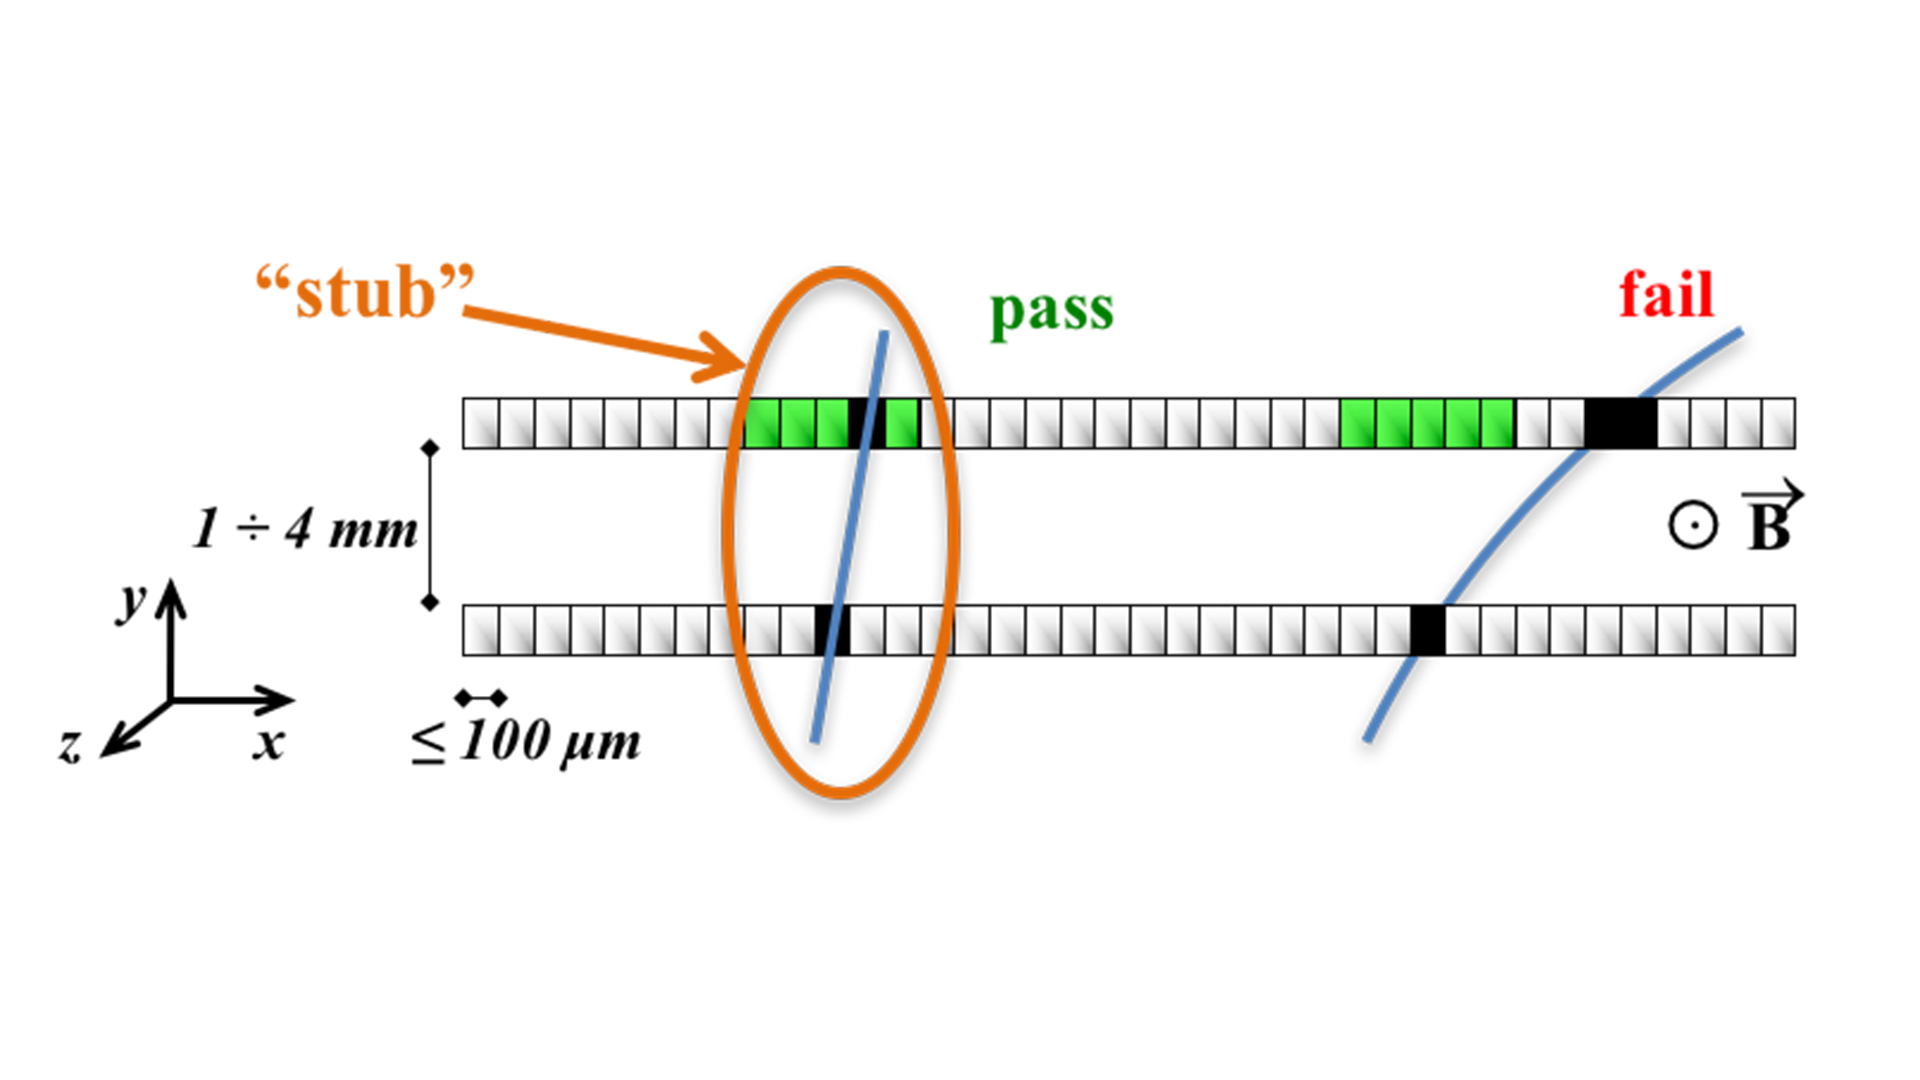 “stub”
pass
fail
1 ÷ 4 mm
B
y
z
x
≤ 100 μm